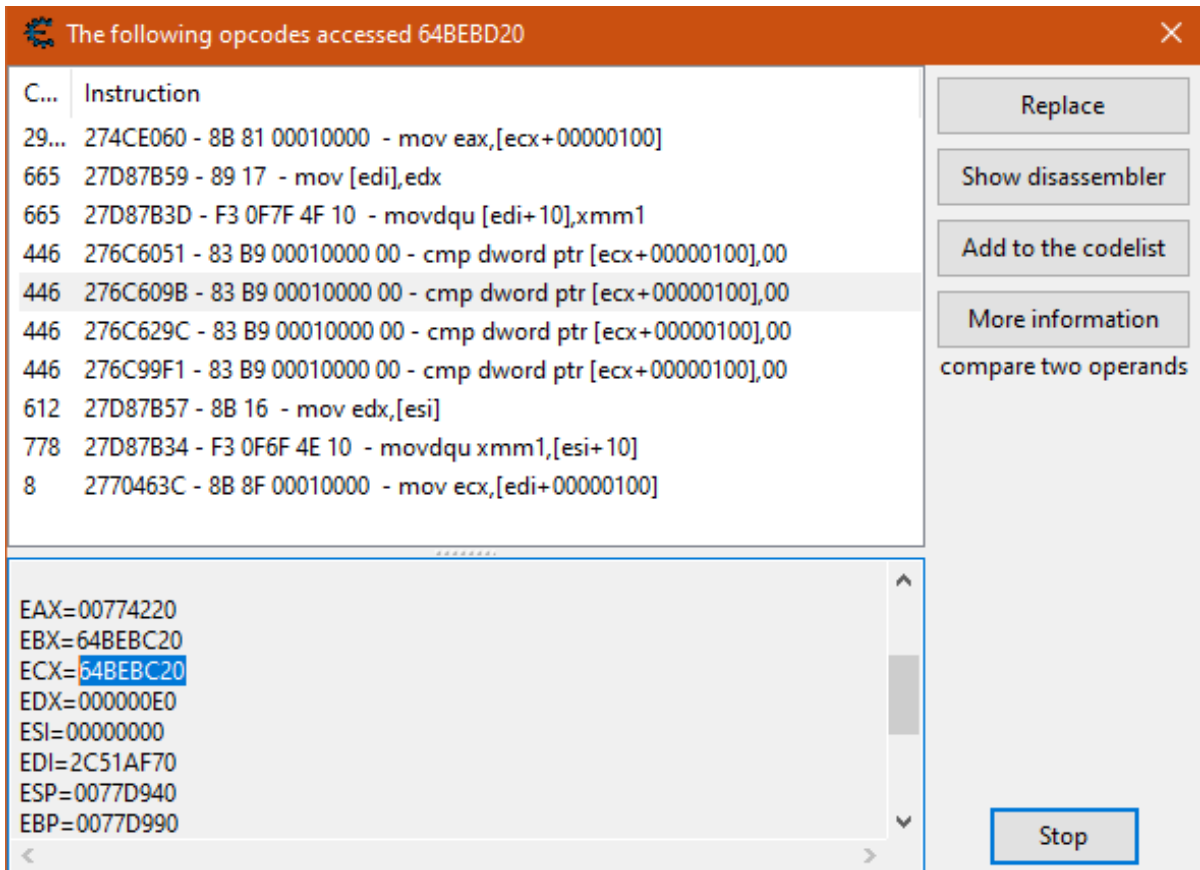 The following opcodes accessed 64BEBD20
C... Instruction
29... 274CE060 - 8B 81 00010000 - mov eax,[ecx+00000100]
665 27D87B59 - 89 17 - mov [edi],edx
665 27D87B3D - F3 0F7F 4F 10 - movdqu [edi+10],xmm1
446 276C6051 - 83 B9 00010000 00 - cmp dword ptr [ecx+00000100],00
446 276C609B - 83 B9 00010000 00 - cmp dword ptr [ecx+00000100],00
446 276C629C - 83 B9 00010000 00 - cmp dword ptr [ecx+00000100],00
446 276C99F1 - 83 B9 00010000 00 - cmp dword ptr [ecx+00000100],00
612 27D87B57 - 8B 16 - mov edx,[esi]
778 27D87B34 - F3 0F6F 4E 10 - movdqu xmm1,[esi+10]
8 2770463C - 8B 8F 00010000 - mov ecx,[edi+00000100]
Replace
Show disassembler
Add to the codelist
More information
compare two operands
EAX=00774220
EBX=64BEBC20
ECX=64BEBC20
EDX=000000E0
ESI=00000000
EDI=2C51AF70
ESP=0077D940
EBP=0077D990
Stop